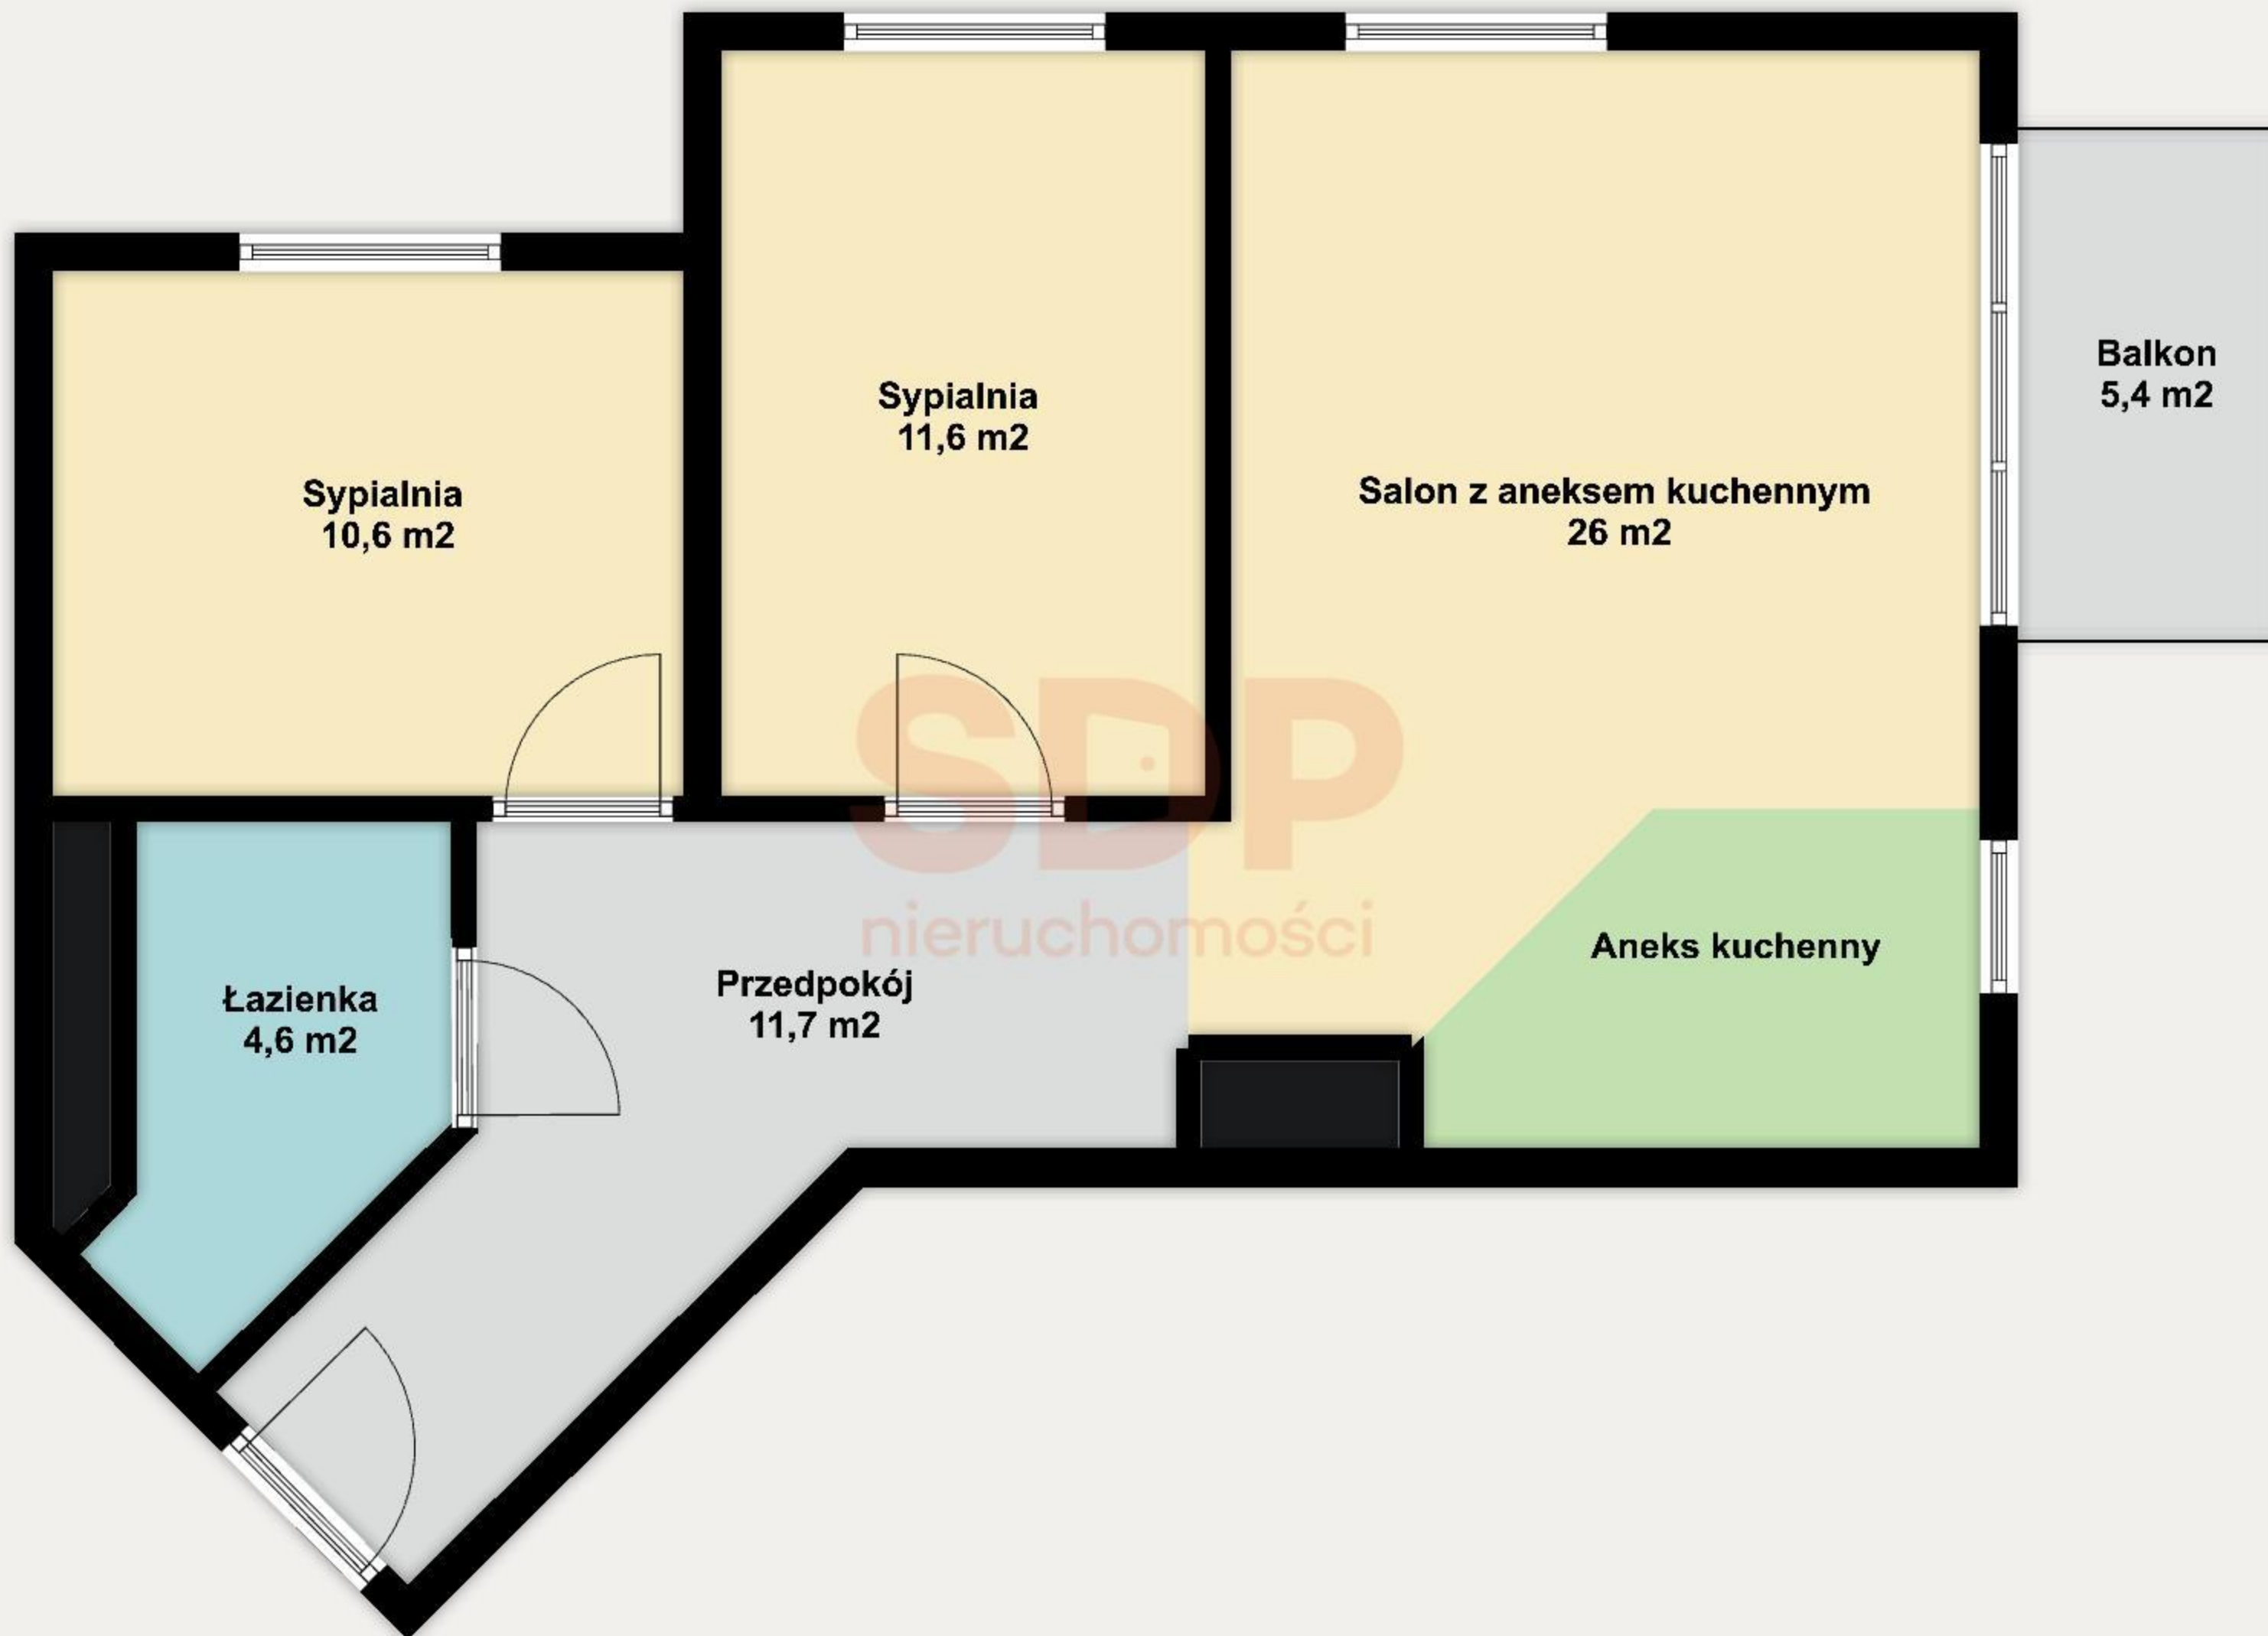 Sypialnia
10,6 m2
Sypialnia
11,6 m2
Salon z aneksem kuchennym
26 m2
Balkon
5,4 m2
SDP
nieruchomości
Aneks kuchenny
Przedpokój
11,7 m2
Łazienka
4,6 m2